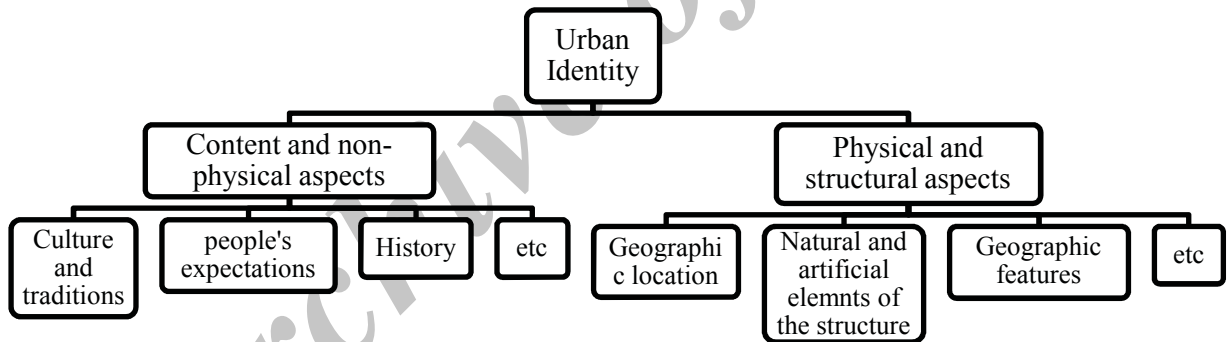 Urban
Identity
Content and non-
physical aspects
Physical and
structural aspects
Culture
and
traditions
people's
expectations
History
etc
Geographi
c location
Natural and
artificial
elemnts of
the structure
Geographic
features
etc